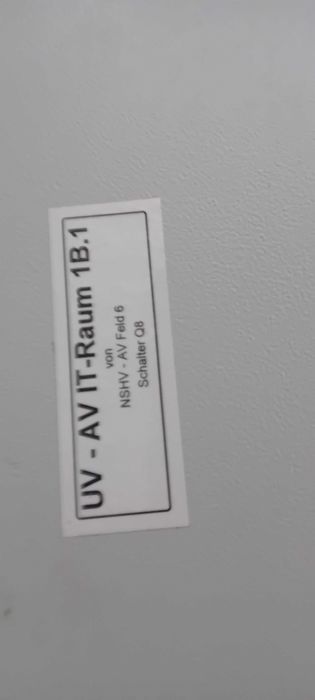 UV - AV IT-Raum 1B.1
von
NSHV - AV Feld 6
Schalter Q8